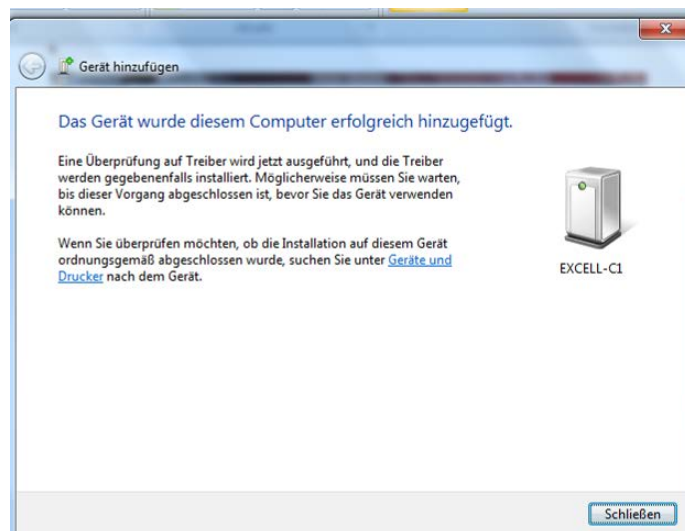 Gerät hinzufügen
Das Gerät wurde diesem Computer erfolgreich hinzugefügt.
Eine Überprüfung auf Treiber wird jetzt ausgeführt, und die Treiber
werden gegebenenfalls installiert. Möglicherweise müssen Sie warten,
bis dieser Vorgang abgeschlossen ist, bevor Sie das Gerät verwenden
können.
Wenn Sie überprüfen möchten, ob die Installation auf diesem Gerät
ordnungsgemäß abgeschlossen wurde, suchen Sie unter Geräte und
Drucker nach dem Gerät.
EXCELL-C1
Schließen